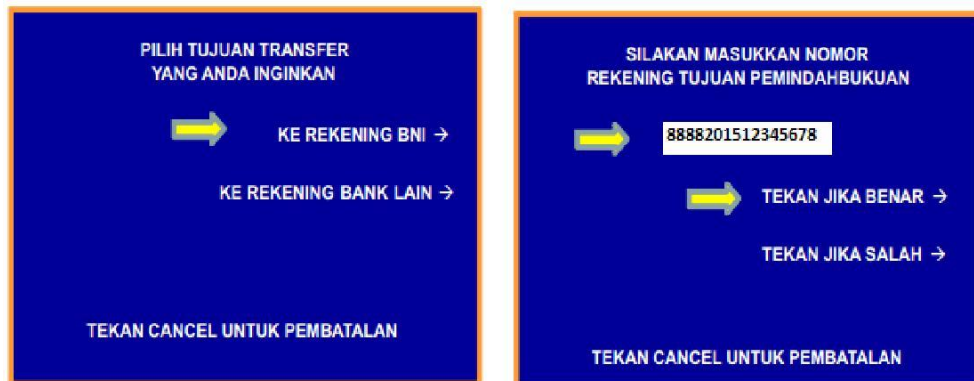 PILIH TUJUAN TRANSFER
YANG ANDA INGINKAN
KE REKENING BNI →
KE REKENING BANK LAIN →
TEKAN CANCEL UNTUK PEMBATALAN
SILAKAN MASUKKAN NOMOR
REKENING TUJUAN PEMINDAHBUKUAN
8888201512345678
TEKAN JIKA BENAR →
TEKAN JIKA SALAH →
TEKAN CANCEL UNTUK PEMBATALAN